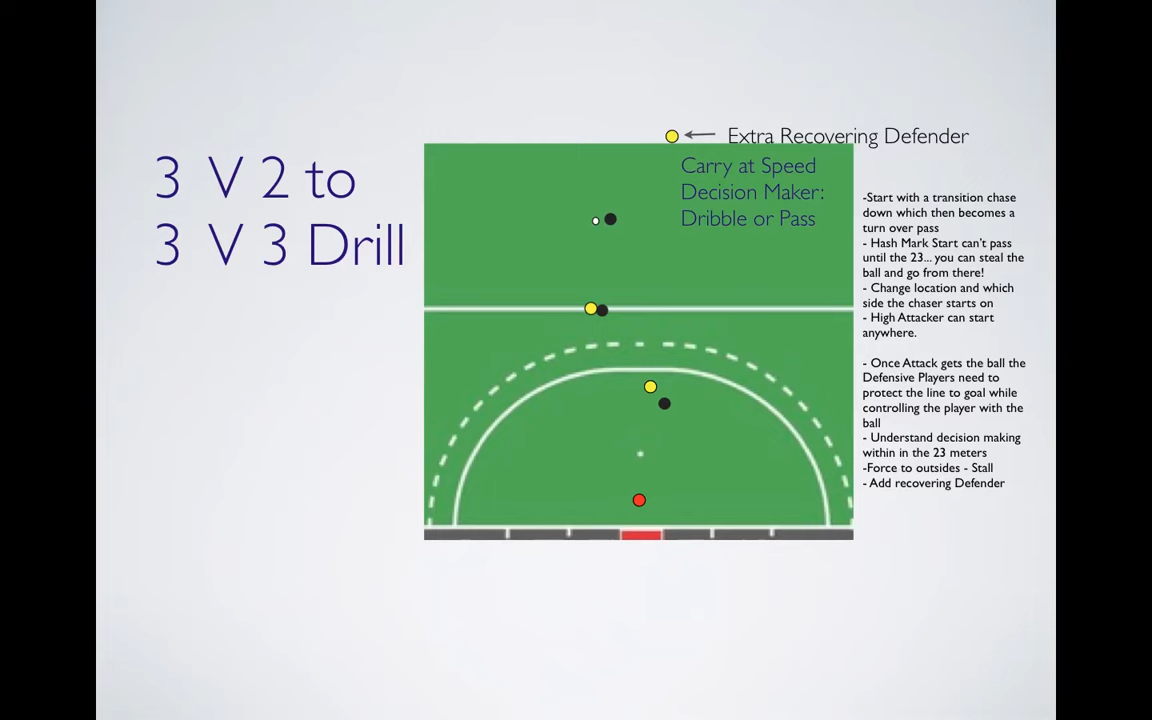 3 V 2 to
3 V 3 Drill
Extra Recovering Defender
Carry at Speed
Decision Maker:
Dribble or Pass
-Start with a transition chase
down which then becomes a
turn over pass
- Hash Mark Start can't pass
until the 23... you can steal the
ball and go from there!
- Change location and which
side the chaser starts on
- High Attacker can start
anywhere.
- Once Attack gets the ball the
Defensive Players need to
protect the line to goal while
controlling the player with the
ball
- Understand decision making
within in the 23 meters
-Force to outsides - Stall
- Add recovering Defender